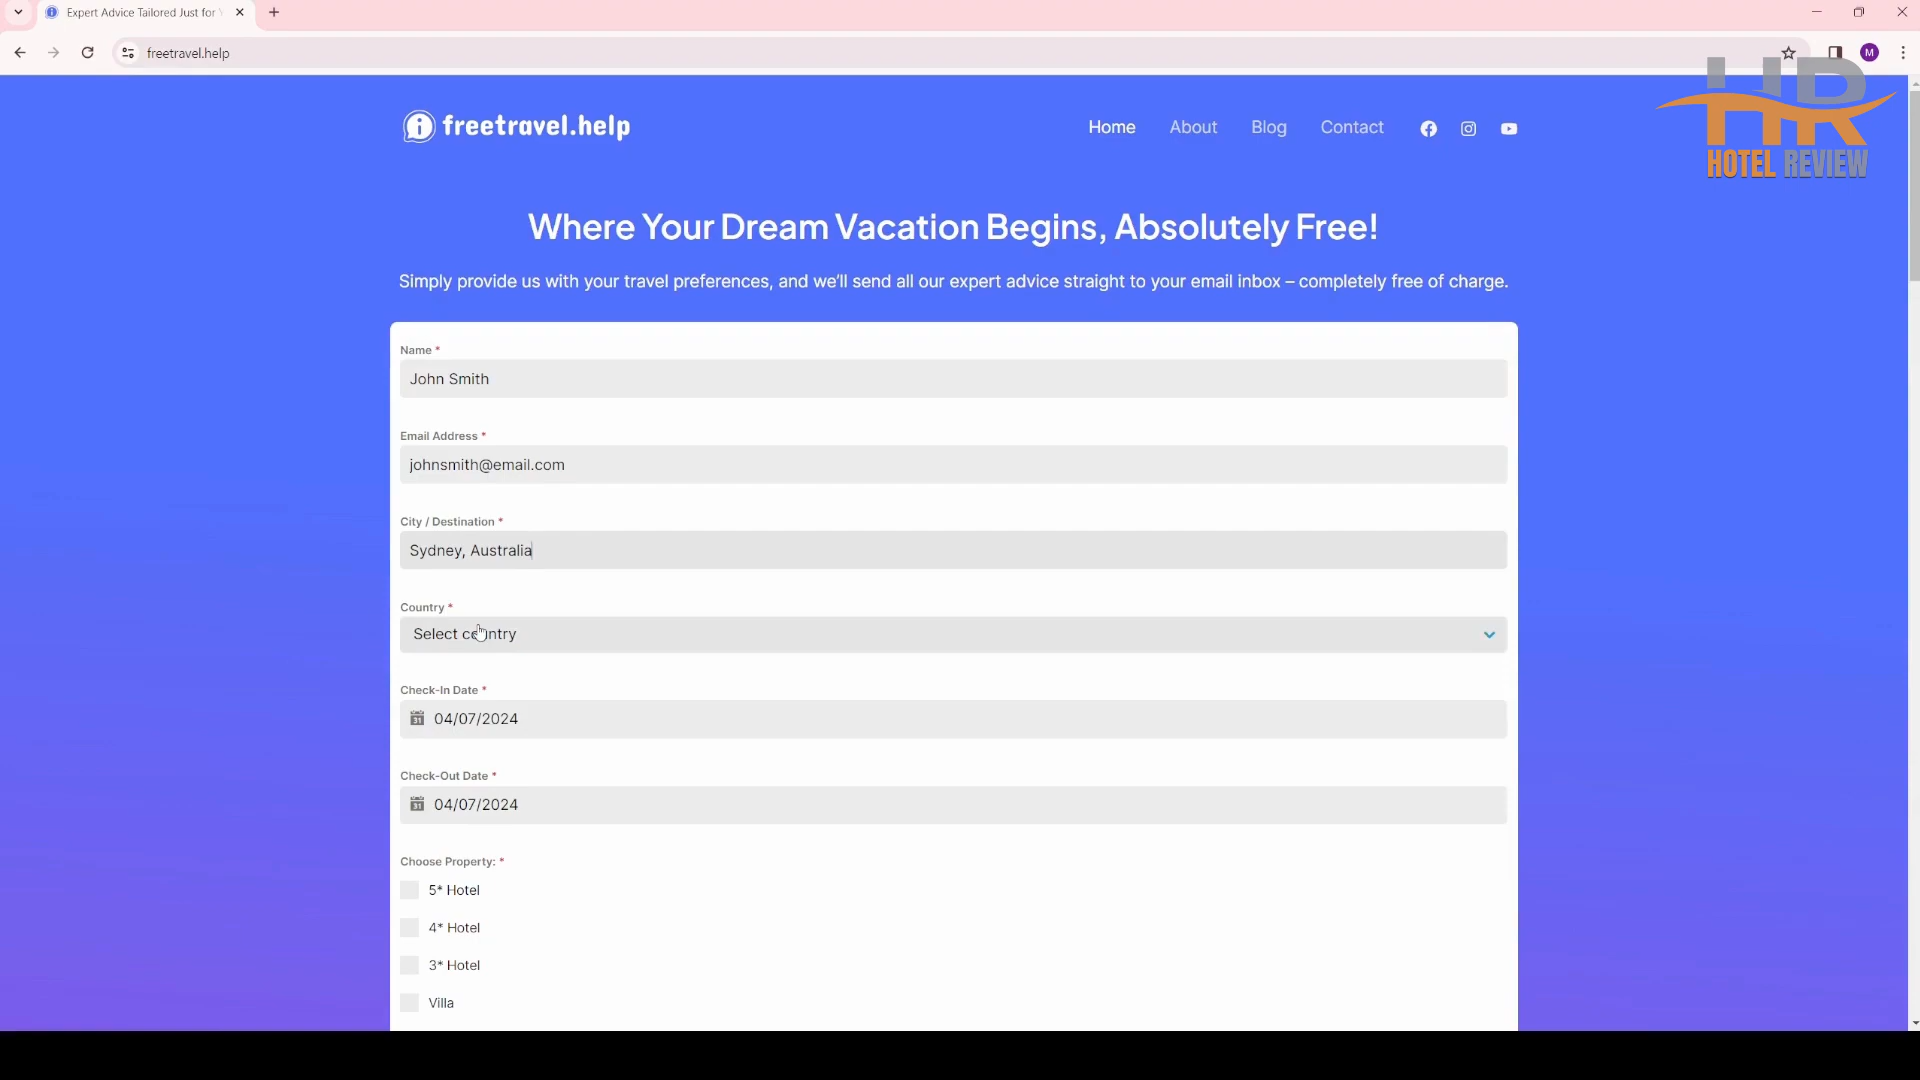 Expert Advice Tailored Just for
freetravel.help
M
HR
HOTEL REVIEW
freetravel.help
Home
About
Blog
Contact
Where Your Dream Vacation Begins, Absolutely Free!
Simply provide us with your travel preferences, and we'll send all our expert advice straight to your email inbox – completely free of charge.
Name *
John Smith
Email Address *
johnsmith@email.com
City / Destination *
Sydney, Australia
Country *
Select country
Check-In Date *
31 04/07/2024
Check-Out Date *
31 04/07/2024
Choose Property: *
5* Hotel
4* Hotel
3* Hotel
Villa